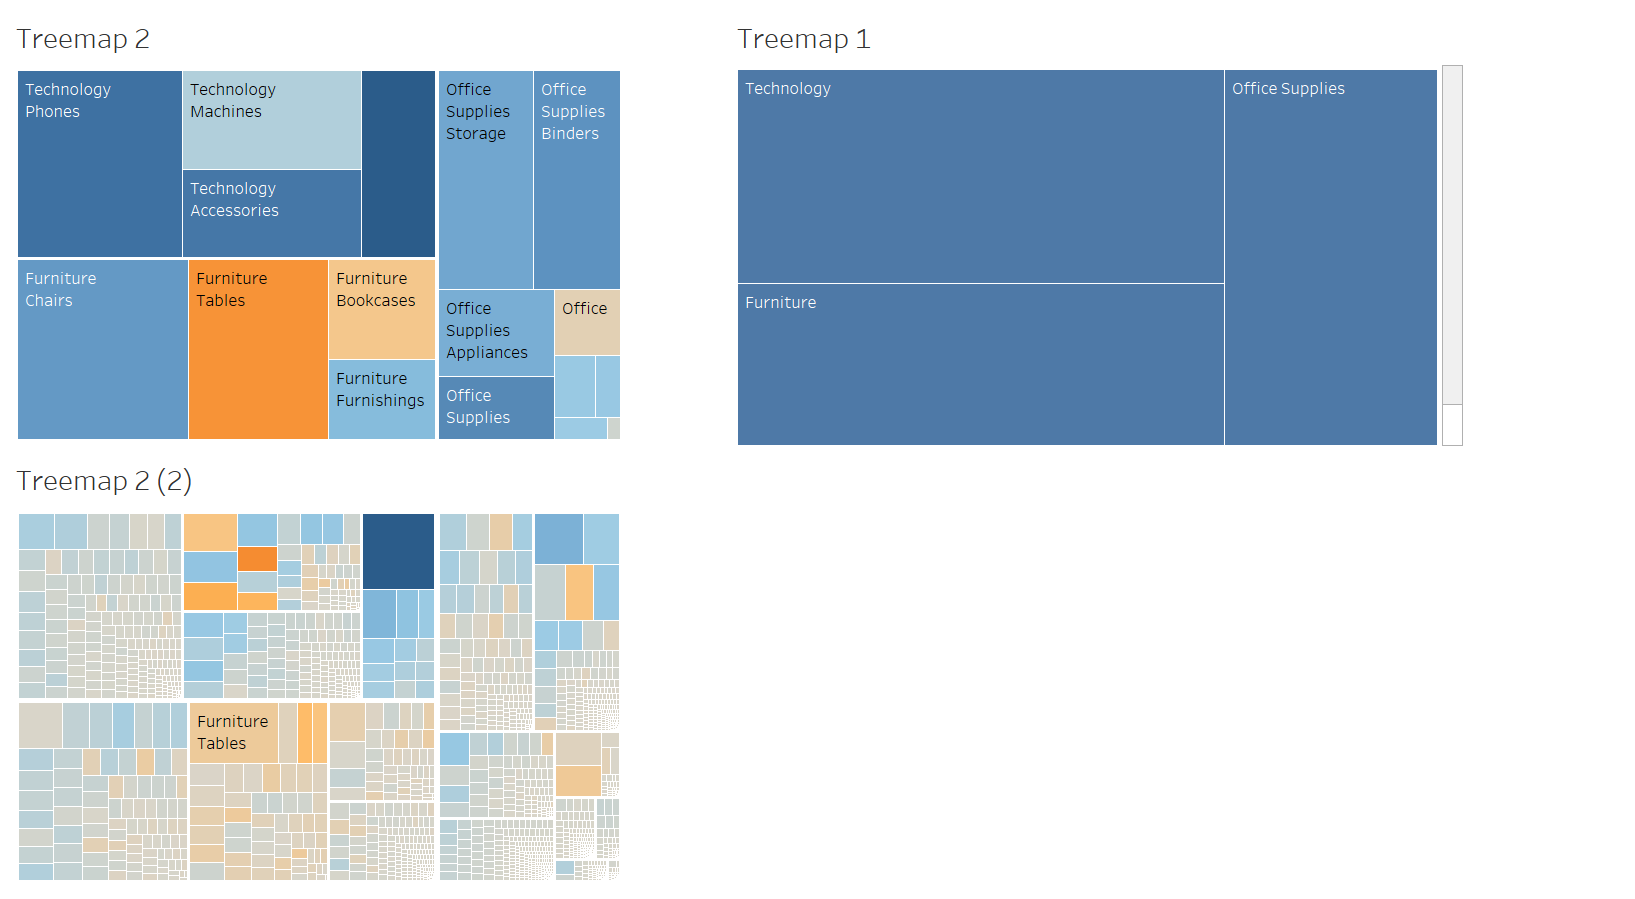 Treemap 2
Technology
Phones
Technology
Machines
Technology
Accessories
Office
Supplies
Storage
Office
Supplies
Binders
Furniture
Chairs
Furniture
Tables
Furniture
Bookcases
Furniture
Furnishings
Office
Supplies
Appliances
Office
Office
Supplies
Treemap 1
Technology
Office Supplies
Furniture
Treemap 2 (2)
Furniture
Tables